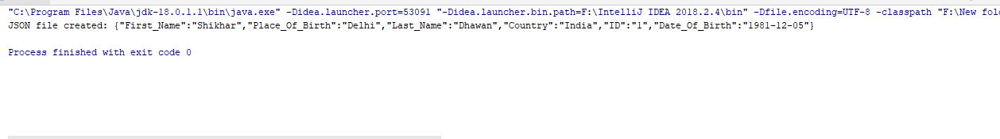 "C:\Program Files\Java\jdk-18.0.1.1\bin\java.exe" -Didea.launcher.port=53091 "-Didea.launcher.bin.path=F:\IntelliJ IDEA 2018.2.4\bin" -Dfile.encoding=UTF-8 -classpath "F:\New
JSON file created: {"First_Name":"Shikhar","Place_Of_Birth":"Delhi","Last_Name":"Dhawan","Country":"India","ID":"1","Date_Of_Birth":"1981-12-05"}
Process finished with exit code 0